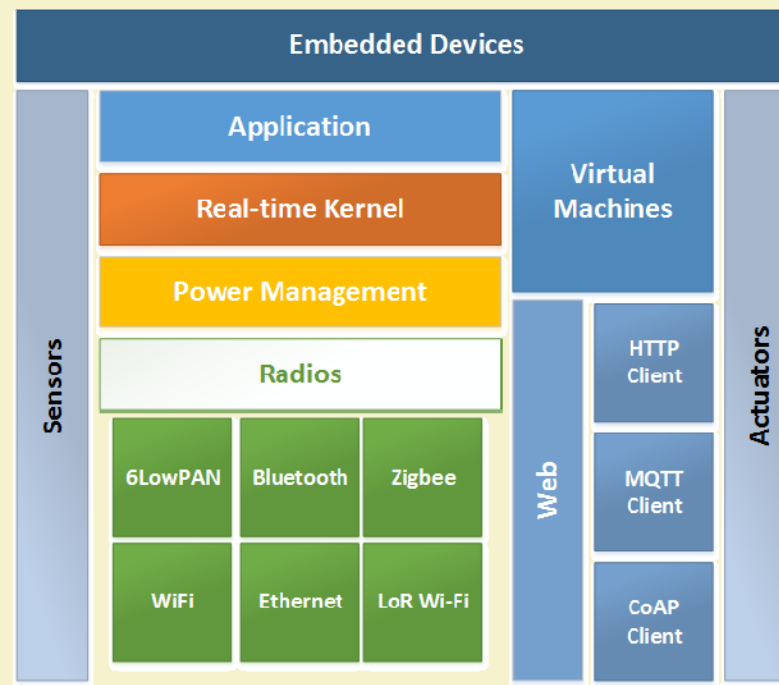 Embedded Devices
Sensors
Application
Real-time Kernel
Power Management
Radios
6LowPAN
Bluetooth
Zigbee
WiFi
Ethernet
LoR Wi-Fi
Virtual
Machines
Web
HTTP
Client
MQTT
Client
CoAP
Client
Actuators